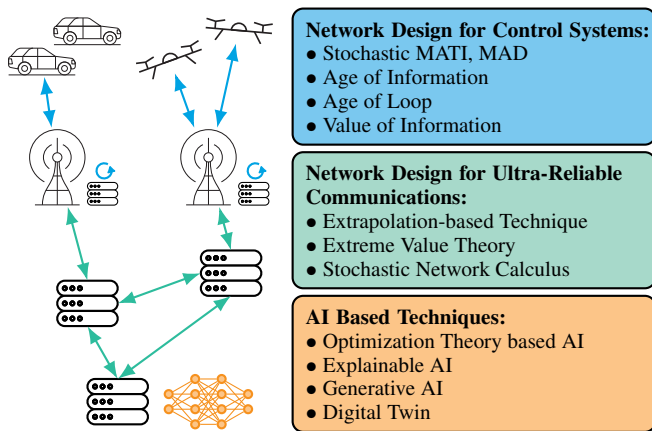 Network Design for Control Systems:
● Stochastic MATI, MAD
● Age of Information
● Age of Loop
● Value of Information
Network Design for Ultra-Reliable
Communications:
● Extrapolation-based Technique
● Extreme Value Theory
● Stochastic Network Calculus
AI Based Techniques:
● Optimization Theory based AI
● Explainable AI
● Generative AI
● Digital Twin